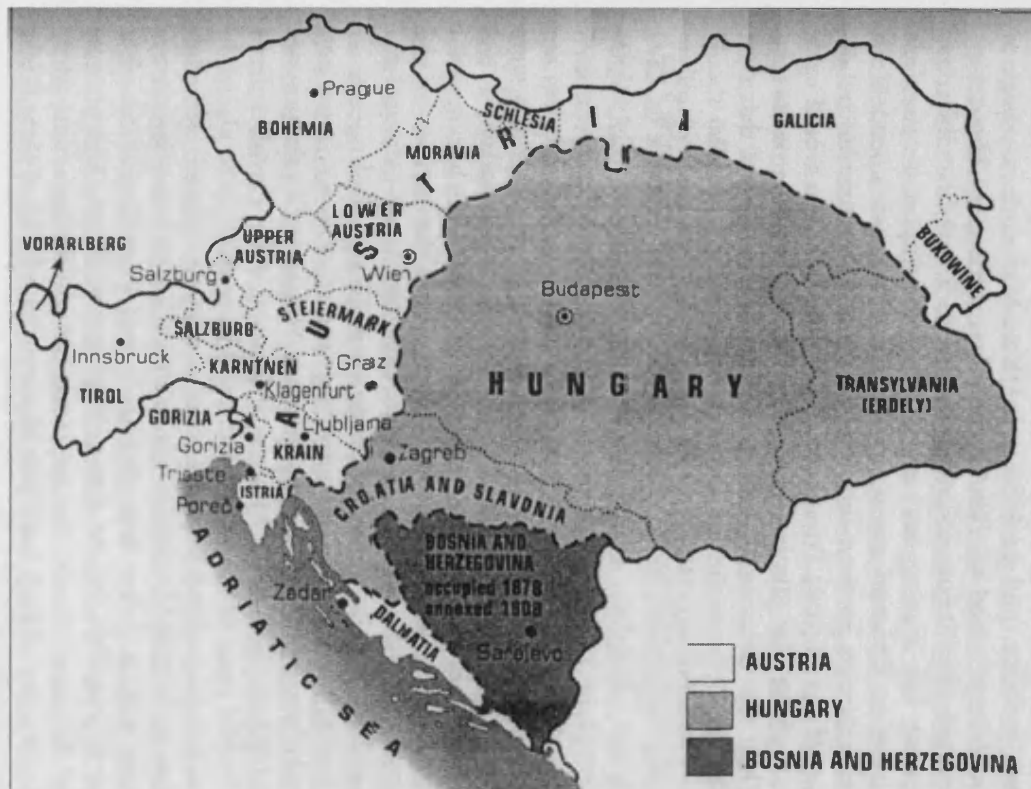 Prague
BOHEMIA
MORAVIA
SCHLESIA
GALICIA
BUKOWINE
A U S T R I A
LOWER
AUSTRIA
UPPER
AUSTRIA
Wien
VORARLBERG
Salzburg
SALZBURG
STEIERMARK
Innsbruck
TIROL
KARNTNEN
Klagenfurt
Graz
GORIZIA
Gorizia
Ljubljana
KRAIN
Trieste
ISTRIA
Poreč
Budapest
HUNGARY
TRANSYLVANIA
(ERDELY)
Zagreb
CROATIA AND SLAVONIA
BOSNIA AND
HERZEGOVINA
occupied 1878
annexed 1908
Sarajevo
Zadar
DALMATIA
ADRIATIC SEA
AUSTRIA
HUNGARY
BOSNIA AND HERZEGOVINA